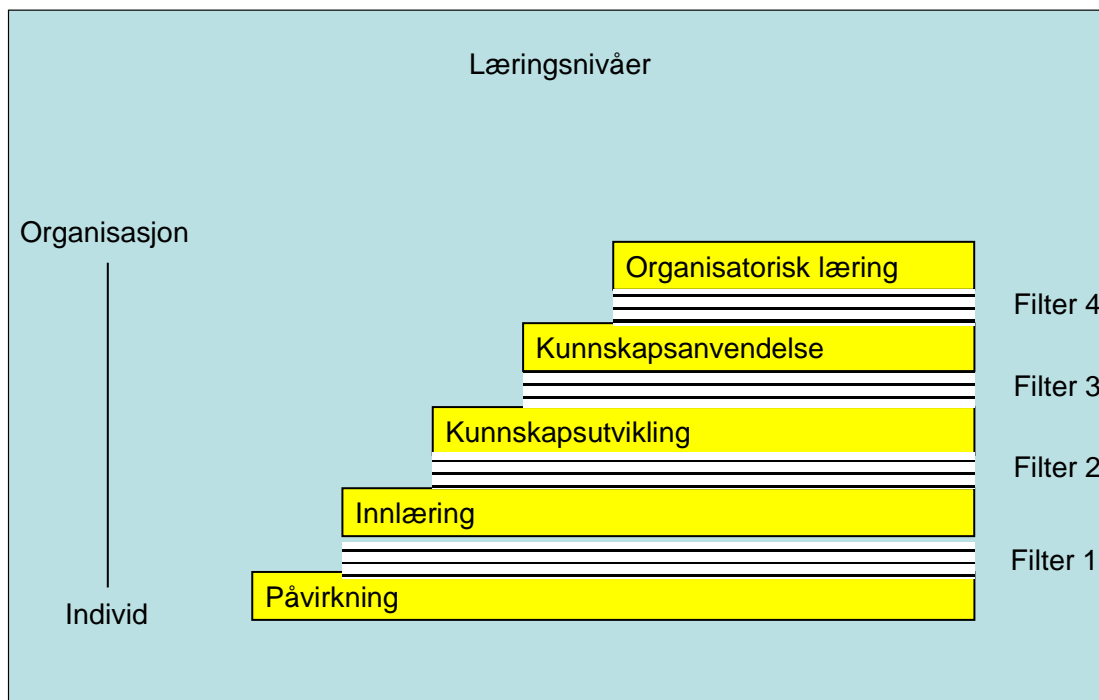 Læringsnivåer
Organisasjon
Organisatorisk læring
Filter 4
Kunnskapsanvendelse
Filter 3
Kunnskapsutvikling
Filter 2
Innlæring
Filter 1
Påvirkning
Individ